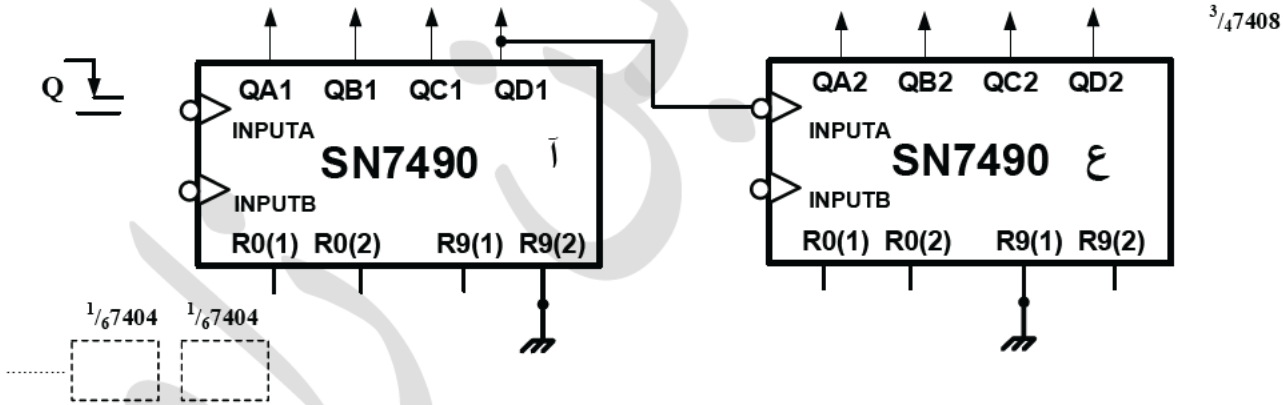 ³/₄7408
QA1 QB1 QC1 QD1
Q
INPUTA
SN7490 آ
INPUTB
R0(1) R0(2) R9(1) R9(2)
QA2 QB2 QC2 QD2
INPUTA
SN7490 ع
INPUTB
R0(1) R0(2) R9(1) R9(2)
¹/₆7404 ¹/₆7404